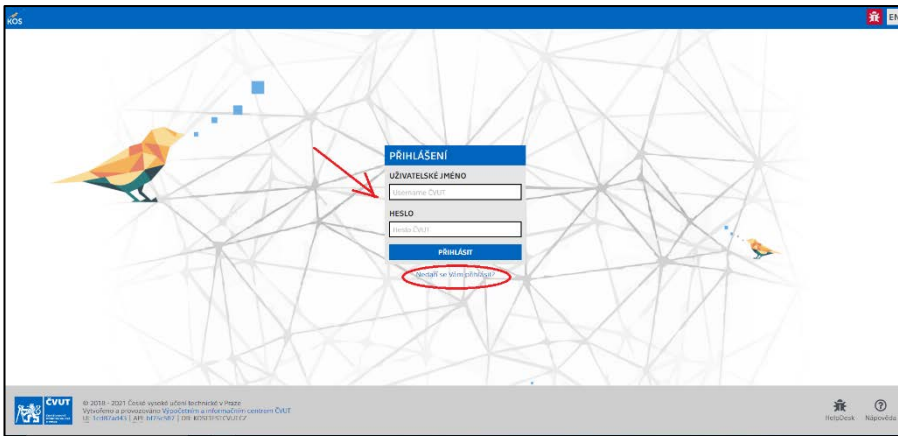 KOS
EN
PŘIHLÁŠENÍ
UŽIVATELSKÉ JMÉNO
Username ČVUT
HESLO
Heslo ČVUT
PŘIHLÁSIT
Nedaří se Vám přihlásit?
ČVUT
© 2018 - 2021 České vysoké učení technické v Praze
Vytvořeno a provozováno Výpočetním a informačním centrem ČVUT
HelpDesk
Nápověda